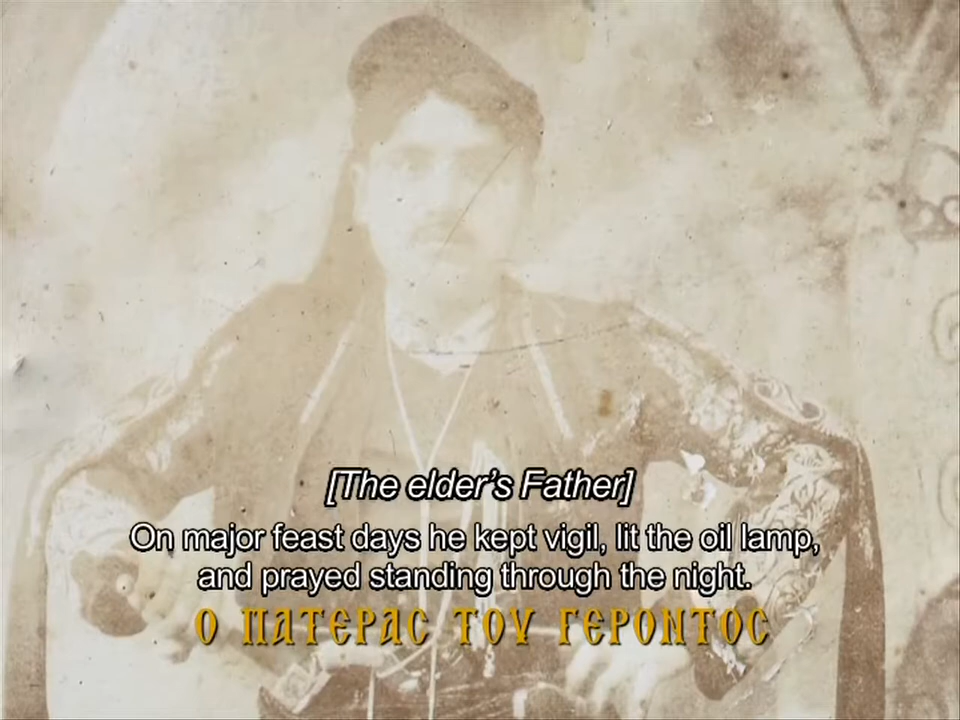 [The elder's Father]
On major feast days he kept vigil, lit the oil lamp,
and prayed standing through the night.
Ο ΠΑΤΕΡΑΣ ΤΟΥ ΓΕΡΟΝΤΟΣ